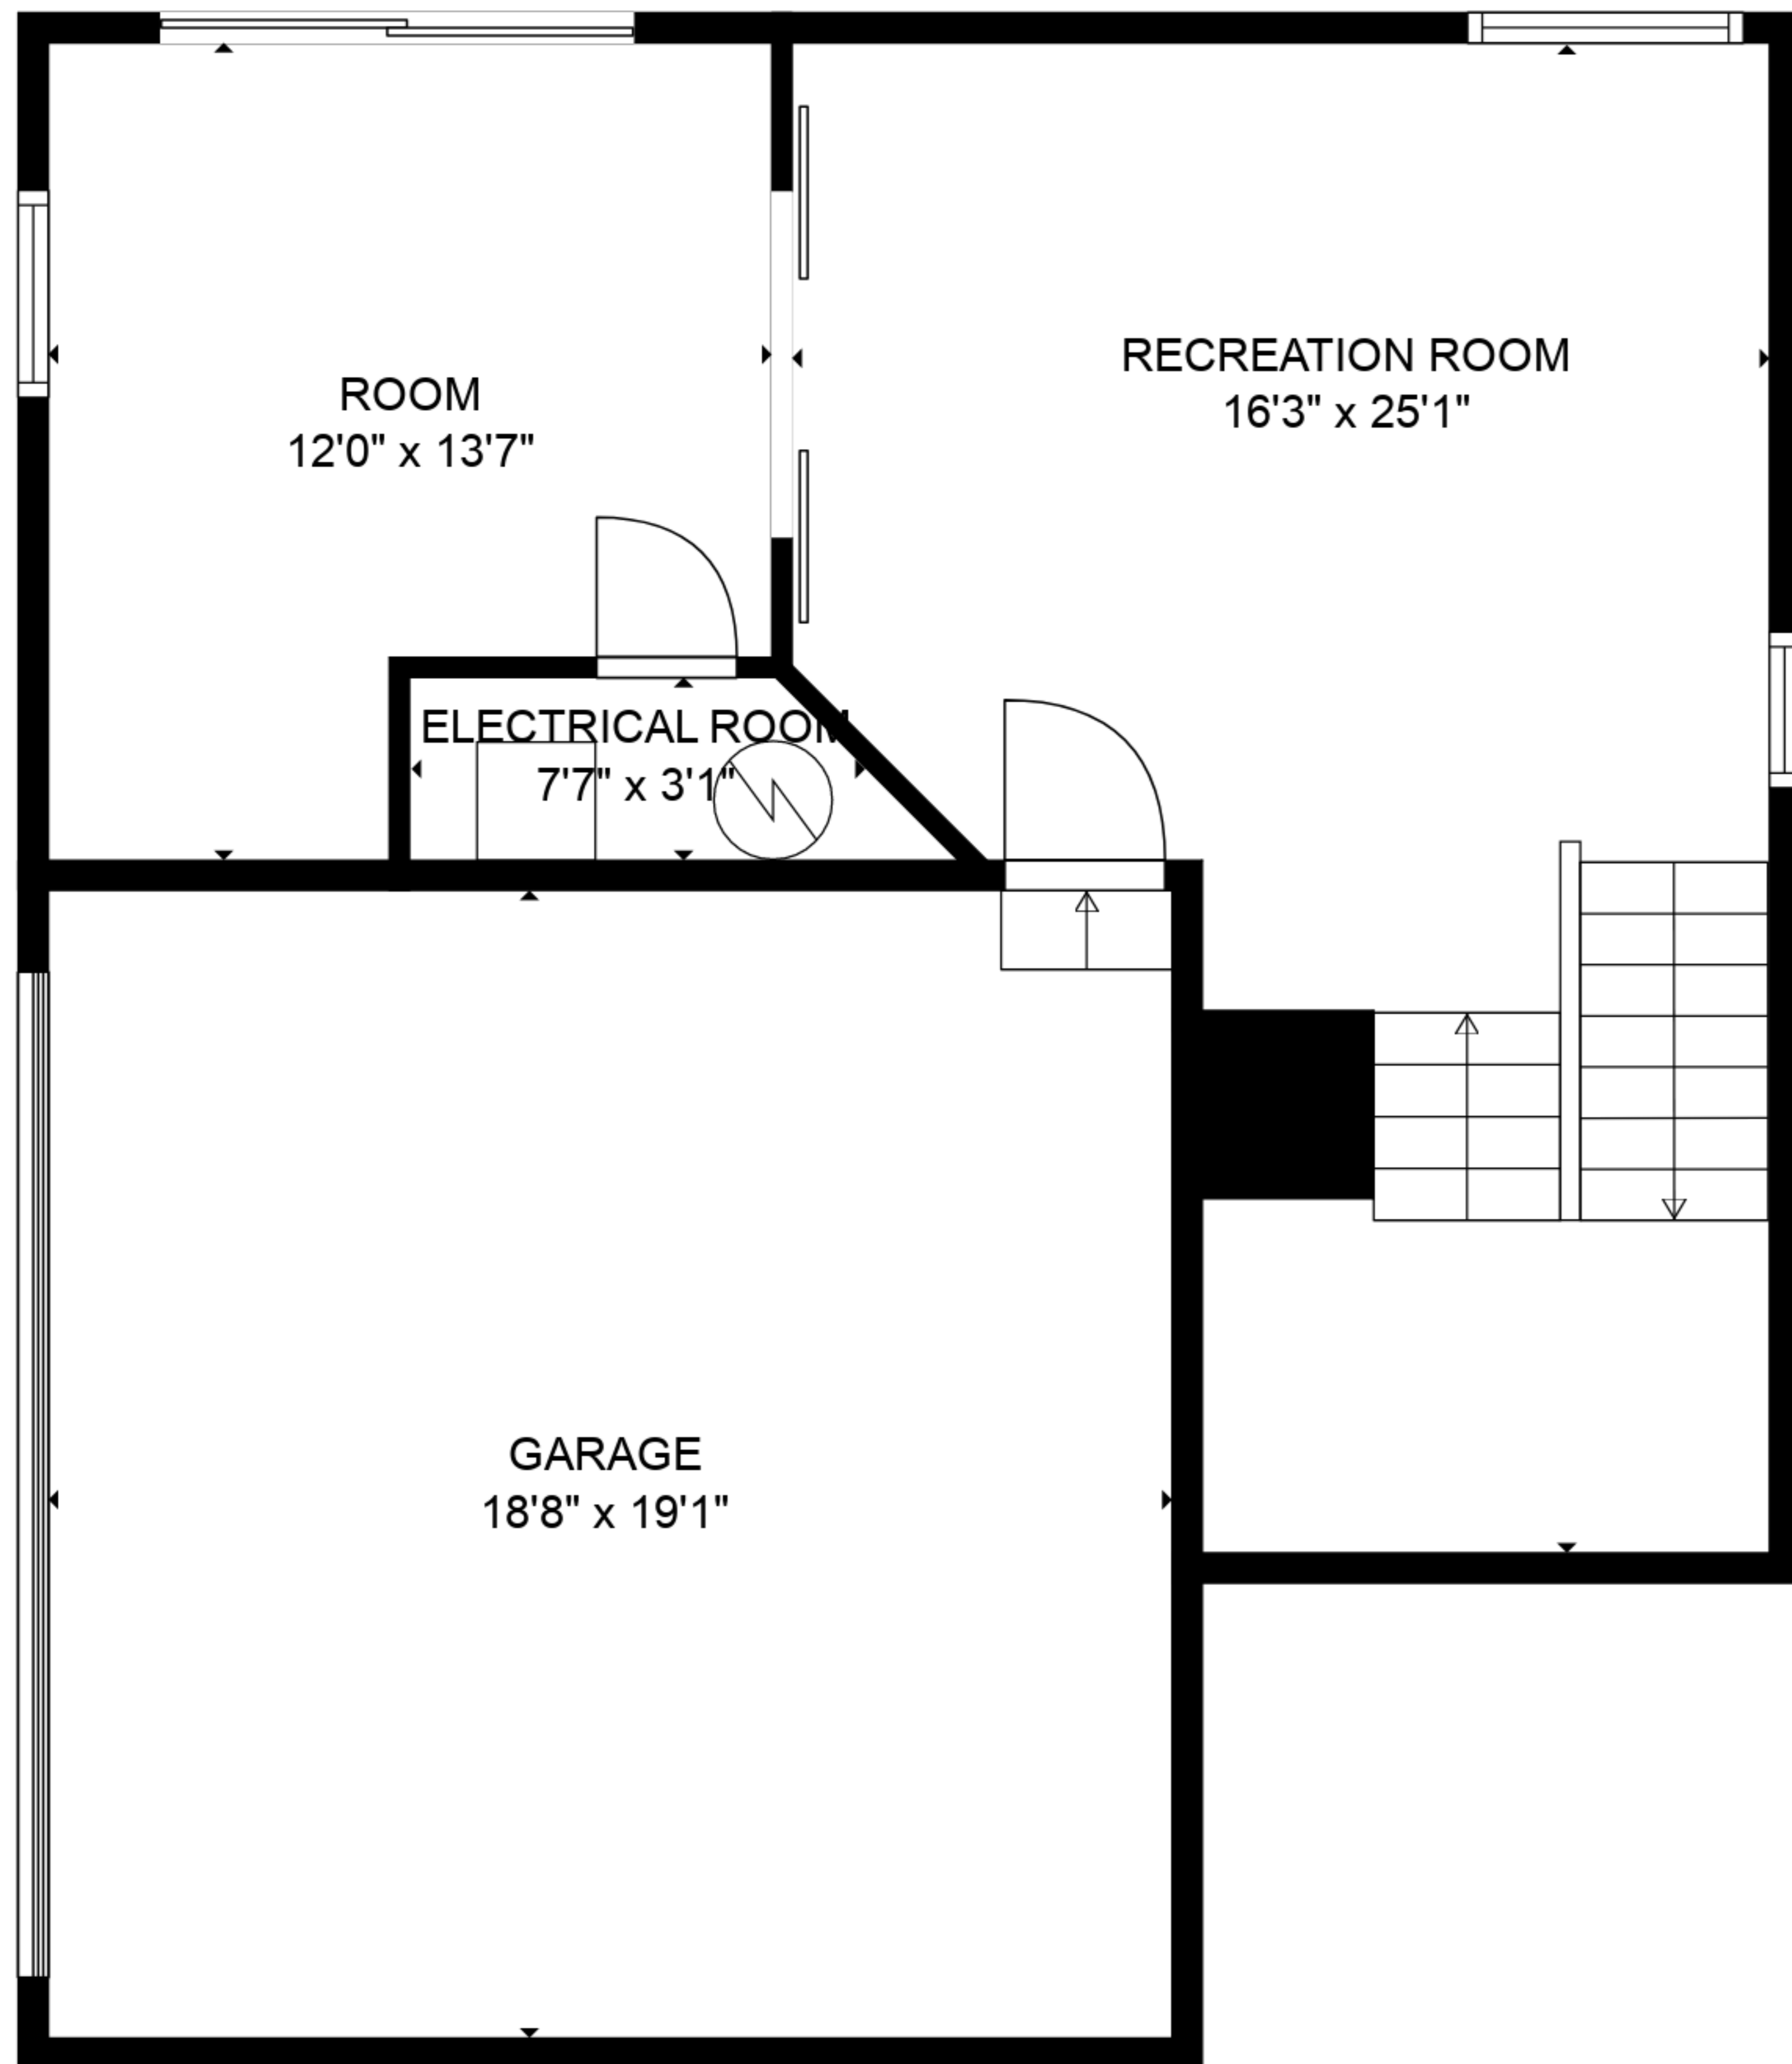 RECREATION ROOM
16'3" x 25'1"
ROOM
12'0" x 13'7"
ELECTRICAL ROOM
7'7" x 3'1"
GARAGE
18'8" x 19'1"